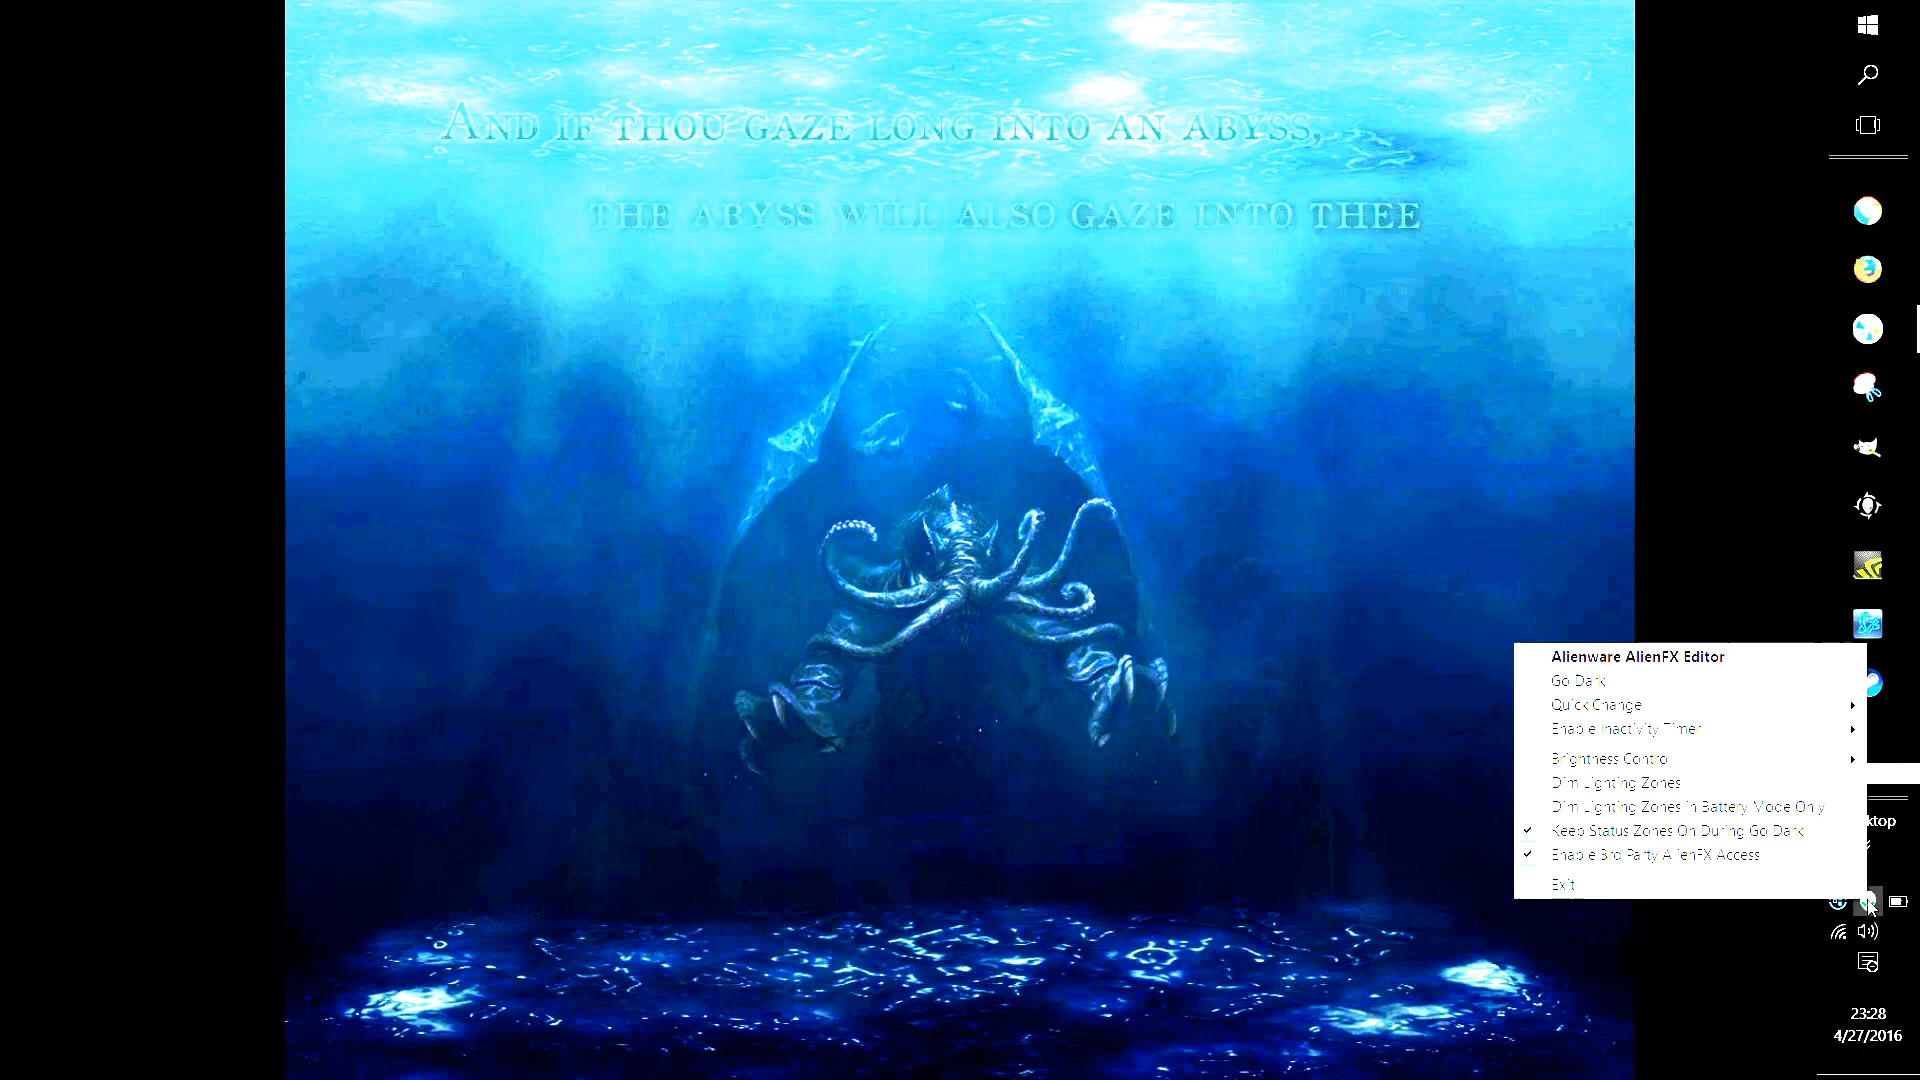 And if thou gaze long into an abyss,
the abyss will also gaze into thee
Alienware AlienFX Editor
Go Dark
Quick Change
Enable Inactivity Timer
Brightness Control
Dim Lighting Zones
Dim Lighting Zones in Battery Mode Only
Keep Status Zones On During Go Dark
Enable 3rd Party AlienFX Access
Exit
ktop
23:28
4/27/2016